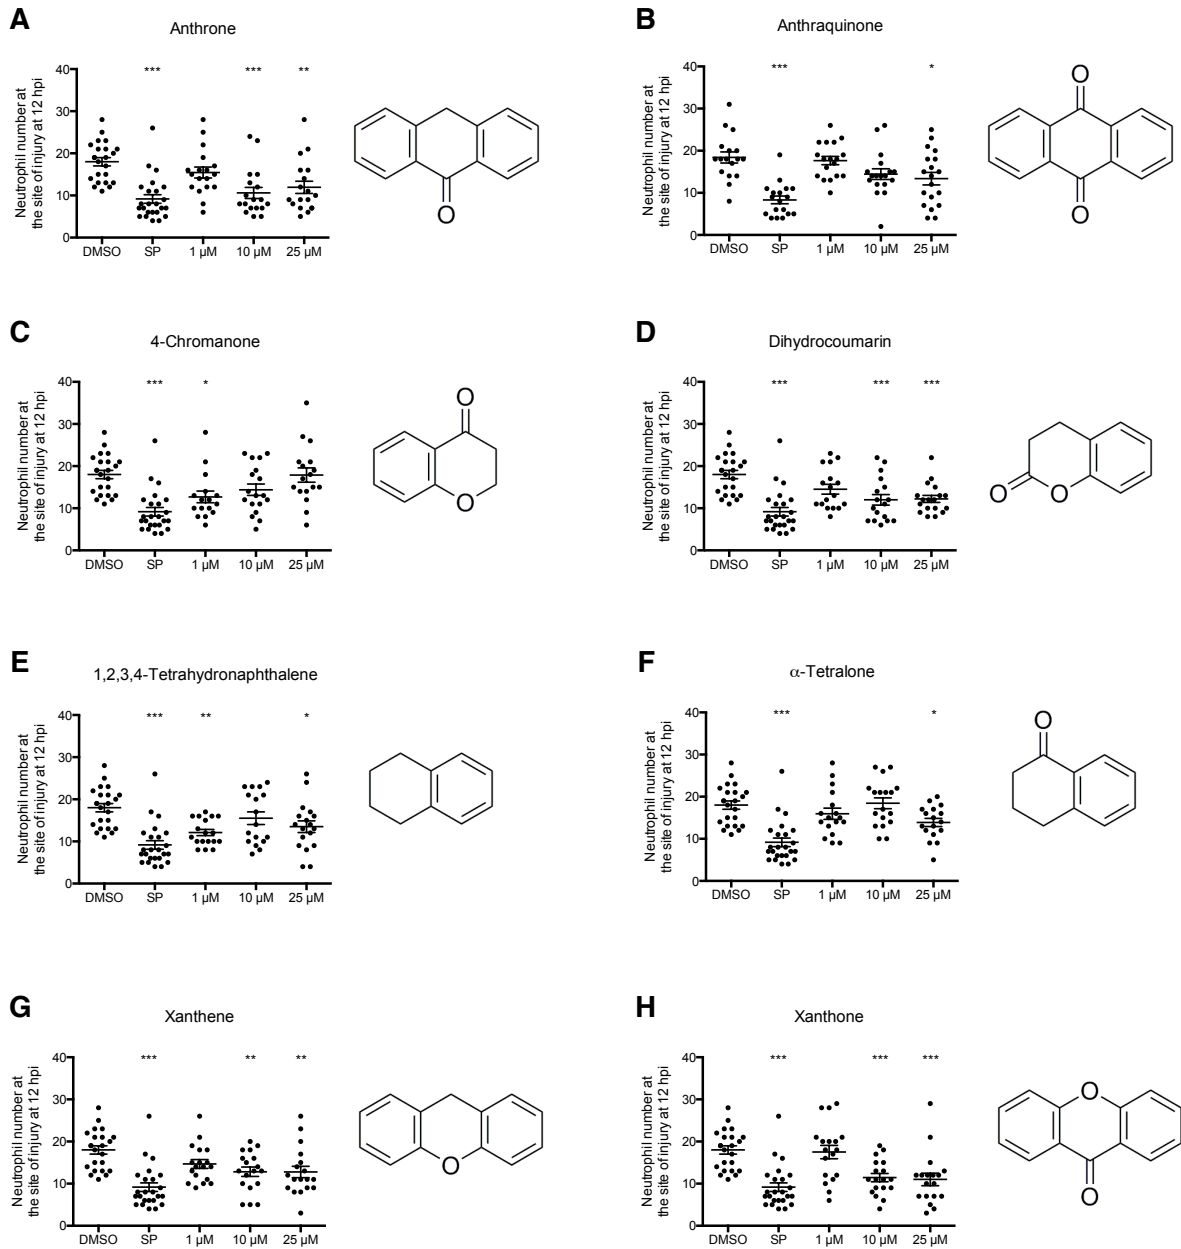 A
Anthrone
Neutrophil number at
the site of injury at 12 hpi
40
30
20
10
0
*** *** **
DMSO SP 1 µM 10 µM 25 µM
O
B
Anthraquinone
Neutrophil number at
the site of injury at 12 hpi
40
30
20
10
0
*** *
DMSO SP 1 µM 10 µM 25 µM
O
O
C
4-Chromanone
Neutrophil number at
the site of injury at 12 hpi
40
30
20
10
0
*** *
DMSO SP 1 µM 10 µM 25 µM
O
O
D
Dihydrocoumarin
Neutrophil number at
the site of injury at 12 hpi
40
30
20
10
0
*** *** ***
DMSO SP 1 µM 10 µM 25 µM
O O
E
1,2,3,4-Tetrahydronaphthalene
Neutrophil number at
the site of injury at 12 hpi
40
30
20
10
0
*** ** *
DMSO SP 1 µM 10 µM 25 µM
F
α-Tetralone
Neutrophil number at
the site of injury at 12 hpi
40
30
20
10
0
*** *
DMSO SP 1 µM 10 µM 25 µM
O
G
Xanthene
Neutrophil number at
the site of injury at 12 hpi
40
30
20
10
0
*** ** **
DMSO SP 1 µM 10 µM 25 µM
O
H
Xanthone
Neutrophil number at
the site of injury at 12 hpi
40
30
20
10
0
*** *** ***
DMSO SP 1 µM 10 µM 25 µM
O
O